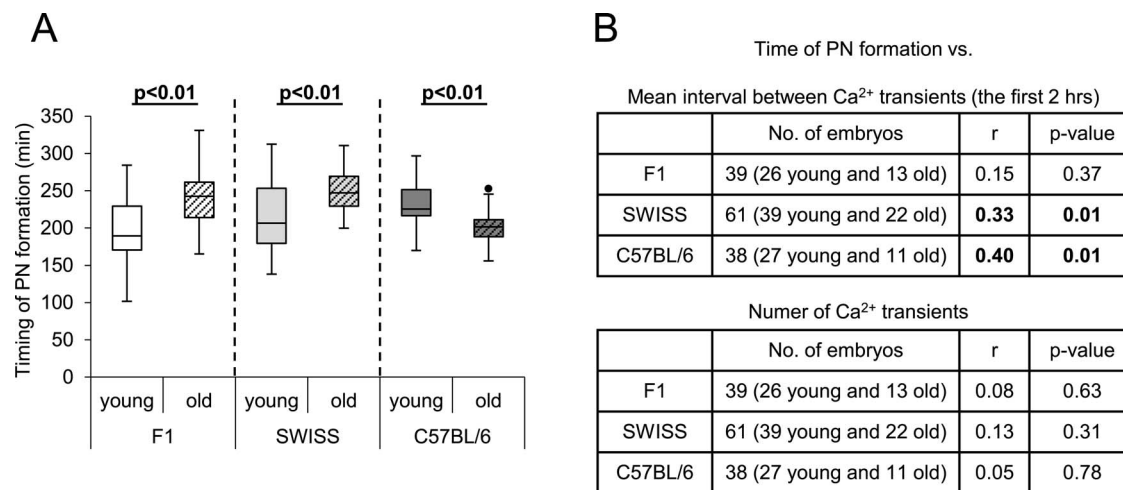 A
p<0.01 p<0.01 p<0.01
Timing of PN formation (min)
350
300
250
200
150
100
50
0
young old young old young old
F1 SWISS C57BL/6
B
Time of PN formation vs.
Mean interval between Ca²⁺ transients (the first 2 hrs)
No. of embryos r p-value
F1 39 (26 young and 13 old) 0.15 0.37
SWISS 61 (39 young and 22 old) 0.33 0.01
C57BL/6 38 (27 young and 11 old) 0.40 0.01
Numer of Ca²⁺ transients
No. of embryos r p-value
F1 39 (26 young and 13 old) 0.08 0.63
SWISS 61 (39 young and 22 old) 0.13 0.31
C57BL/6 38 (27 young and 11 old) 0.05 0.78